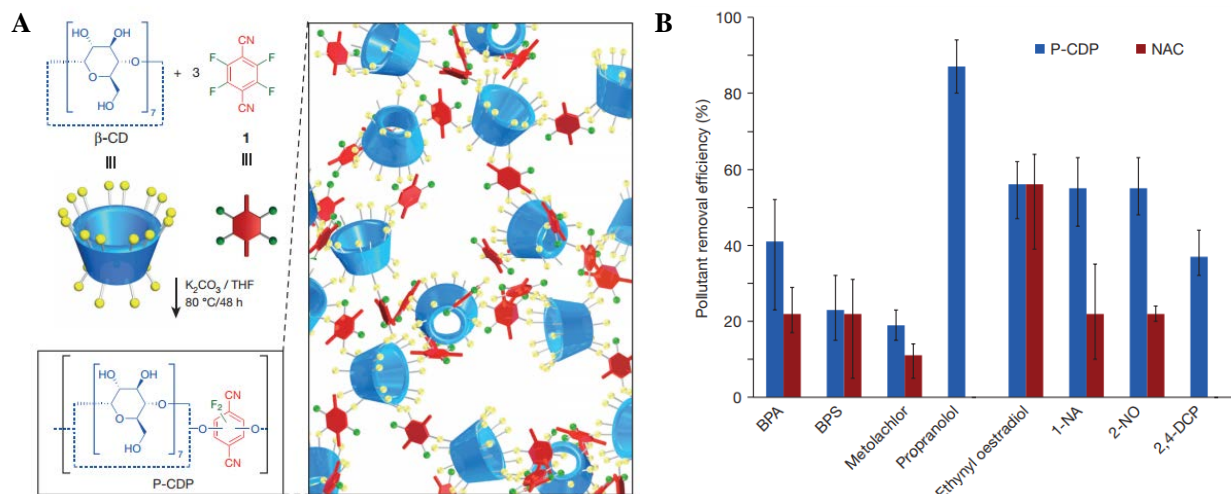 A
HO OH
O
O
HO
7
β-CD
+ 3
CN
F F
F F
CN
1
III
III
K₂CO₃ / THF
80 °C/48 h
HO OH
O
O
HO
7
O
F₂
CN
O
CN
P-CDP
B
Pollutant removal efficiency (%)
100
80
60
40
20
0
P-CDP NAC
BPA
BPS
Metolachlor
Propranolol
Ethynyl oestradiol
1-NA
2-NO
2,4-DCP